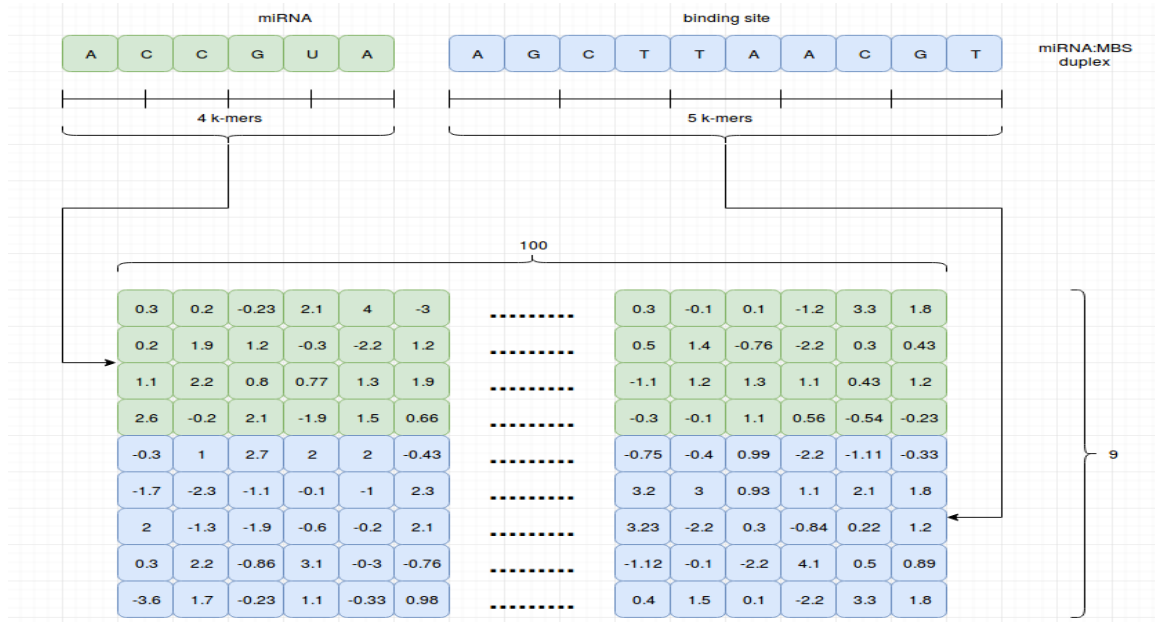 miRNA binding site
A C C G U A A G C T T A A C G T miRNA:MBS
duplex
4 k-mers 5 k-mers
100
0.3 0.2 -0.23 2.1 4 -3 ......... 0.3 -0.1 0.1 -1.2 3.3 1.8
0.2 1.9 1.2 -0.3 -2.2 1.2 ......... 0.5 1.4 -0.76 -2.2 0.3 0.43
1.1 2.2 0.8 0.77 1.3 1.9 ......... -1.1 1.2 1.3 1.1 0.43 1.2
2.6 -0.2 2.1 -1.9 1.5 0.66 ......... -0.3 -0.1 1.1 0.56 -0.54 -0.23
-0.3 1 2.7 2 2 -0.43 ......... -0.75 -0.4 0.99 -2.2 -1.11 -0.33 9
-1.7 -2.3 -1.1 -0.1 -1 2.3 ......... 3.2 3 0.93 1.1 2.1 1.8
2 -1.3 -1.9 -0.6 -0.2 2.1 ......... 3.23 -2.2 0.3 -0.84 0.22 1.2
0.3 2.2 -0.86 3.1 -0-3 -0.76 ......... -1.12 -0.1 -2.2 4.1 0.5 0.89
-3.6 1.7 -0.23 1.1 -0.33 0.98 ......... 0.4 1.5 0.1 -2.2 3.3 1.8